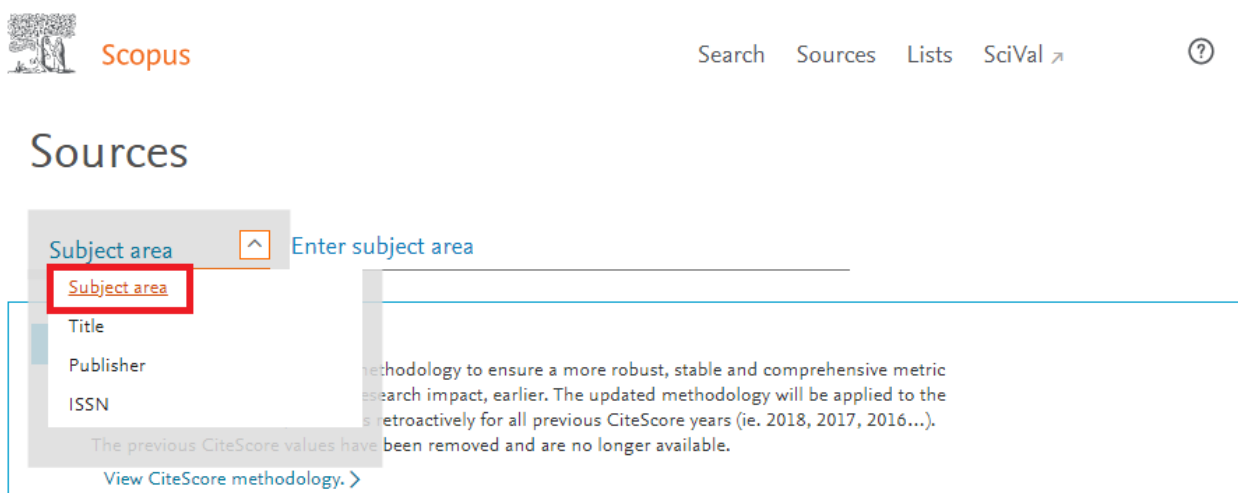 Scopus
Search Sources Lists SciVal ↗
Sources
Subject area Enter subject area
Subject area
Title
Publisher
ISSN
ethodology to ensure a more robust, stable and comprehensive metric
search impact, earlier. The updated methodology will be applied to the
s retroactively for all previous CiteScore years (ie. 2018, 2017, 2016...).
The previous CiteScore values have been removed and are no longer available.
View CiteScore methodology. >